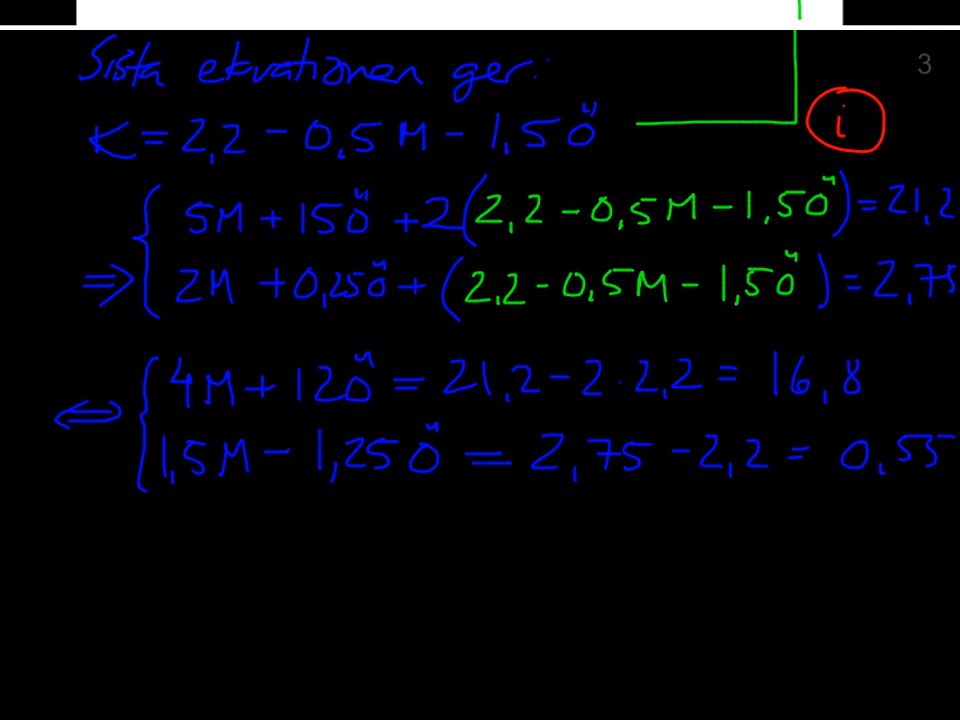 3
Sista ekvationen ger:
K = 2,2 - 0,5M - 1,5Ö
i
5M + 15Ö + 2(2,2 - 0,5M - 1,5Ö) = 21,2
⇒ { 2M + 0,25Ö + (2,2 - 0,5M - 1,5Ö) = 2,75
4M + 12Ö = 21,2 - 2·2,2 = 16,8
⇔ { 1,5M - 1,25Ö = 2,75 - 2,2 = 0,55